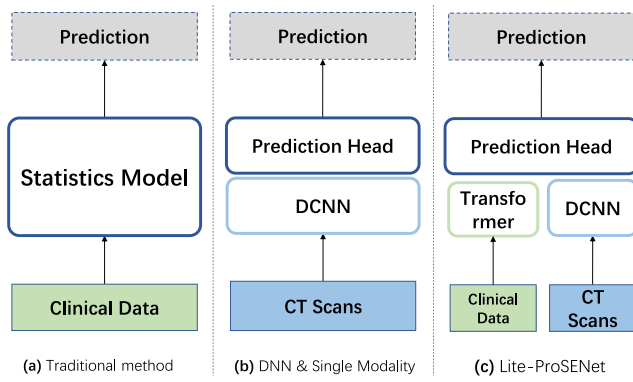 Prediction
Statistics Model
Clinical Data
(a) Traditional method
Prediction
Prediction Head
DCNN
CT Scans
(b) DNN & Single Modality
Prediction
Prediction Head
Transfo
rmer
DCNN
Clinical
Data
CT
Scans
(c) Lite-ProSENet